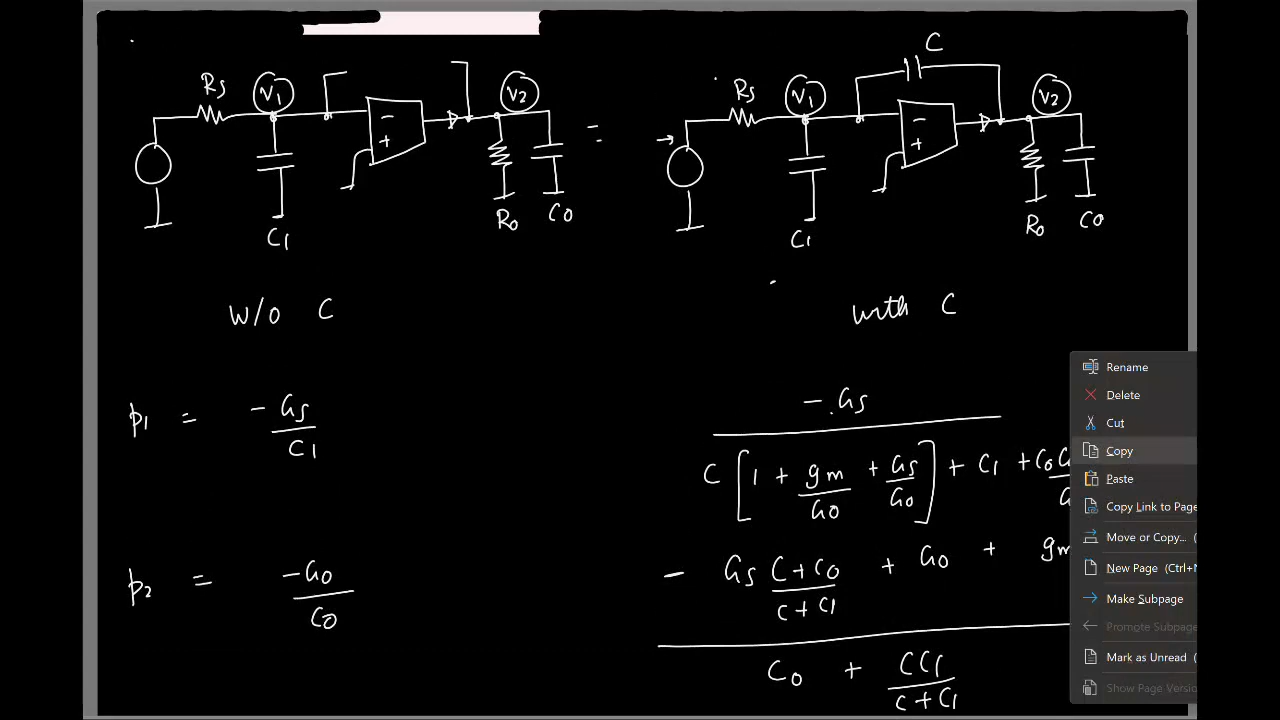 C
Rs V1 V2 Rs V1 V2
- + = - +
C1 Ro Co C1 Ro Co
w/o C with C
p1 = -Gs/C1 -Gs / C[1 + gm/Go + Gs/Go] + C1 + Co
p2 = -Go/Co - Gs (C+Co)/(C+C1) + Go + gm / Co + CC1/(C+C1)
Rename
Delete
Cut
Copy
Paste
Copy Link to Page
Move or Copy...
New Page (Ctrl+N
Make Subpage
Promote Subpage
Mark as Unread (
Show Page Versio